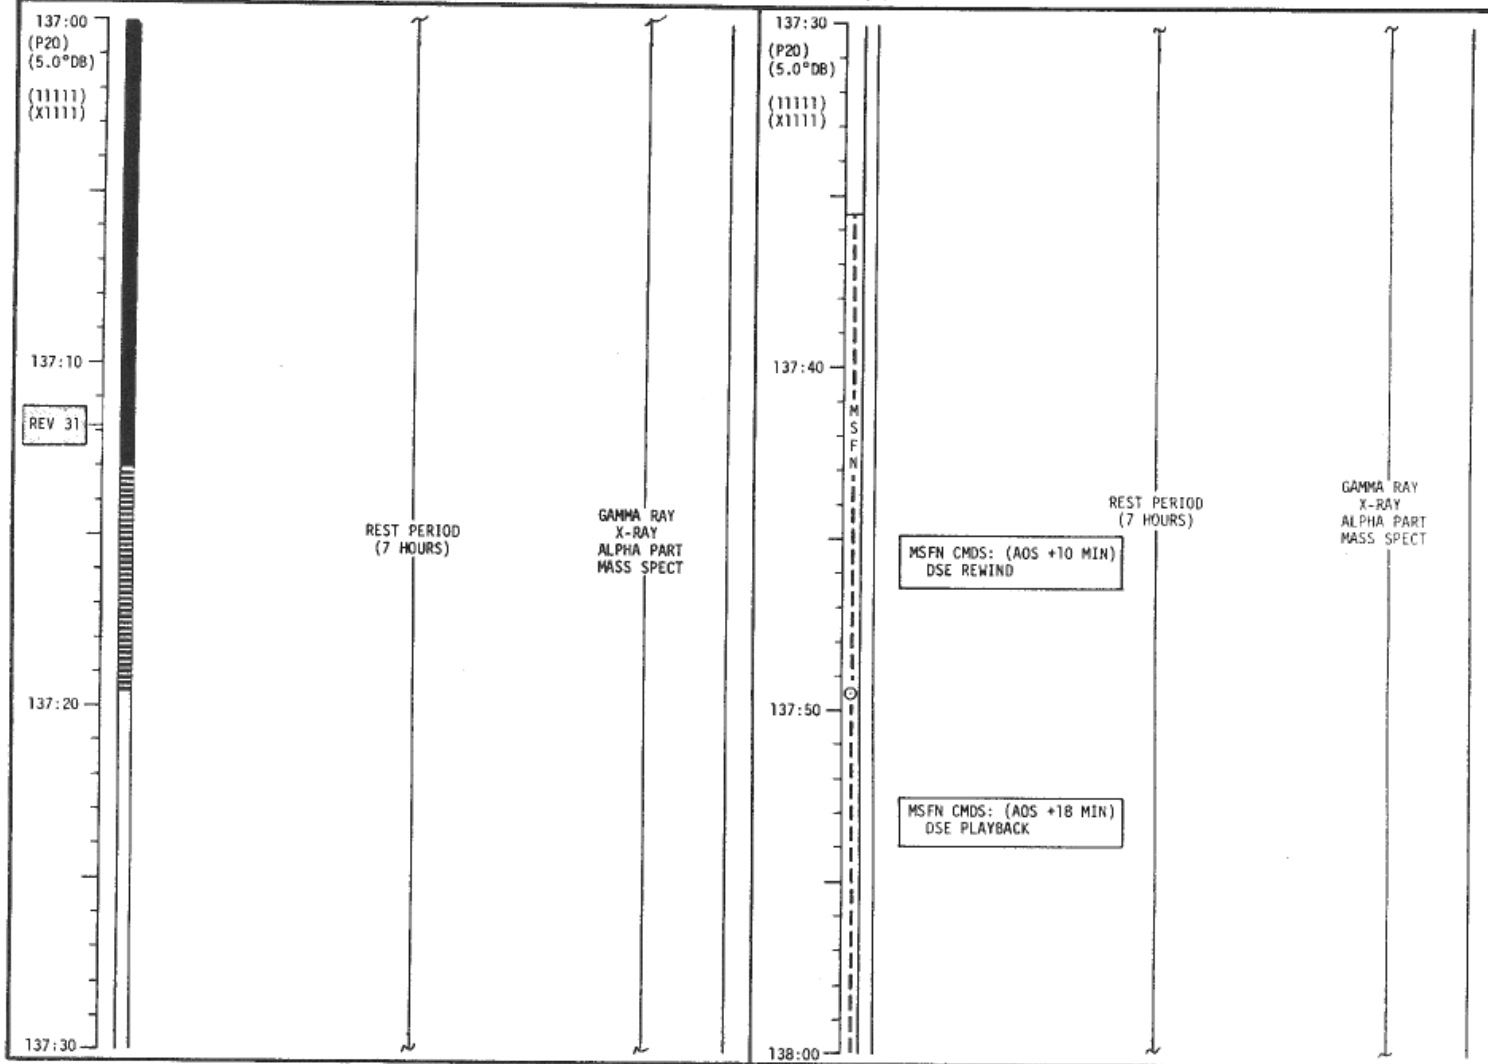 137:00
(P20)
(5.0°DB)
(11111)
(X1111)
137:10
REV 31
REST PERIOD
(7 HOURS)
GAMMA RAY
X-RAY
ALPHA PART
MASS SPECT
137:20
137:30
137:30
(P20)
(5.0°DB)
(11111)
(X1111)
137:40
MSFN
REST PERIOD
(7 HOURS)
GAMMA RAY
X-RAY
ALPHA PART
MASS SPECT
MSFN CMDS: (AOS +10 MIN)
DSE REWIND
137:50
MSFN CMDS: (AOS +18 MIN)
DSE PLAYBACK
138:00